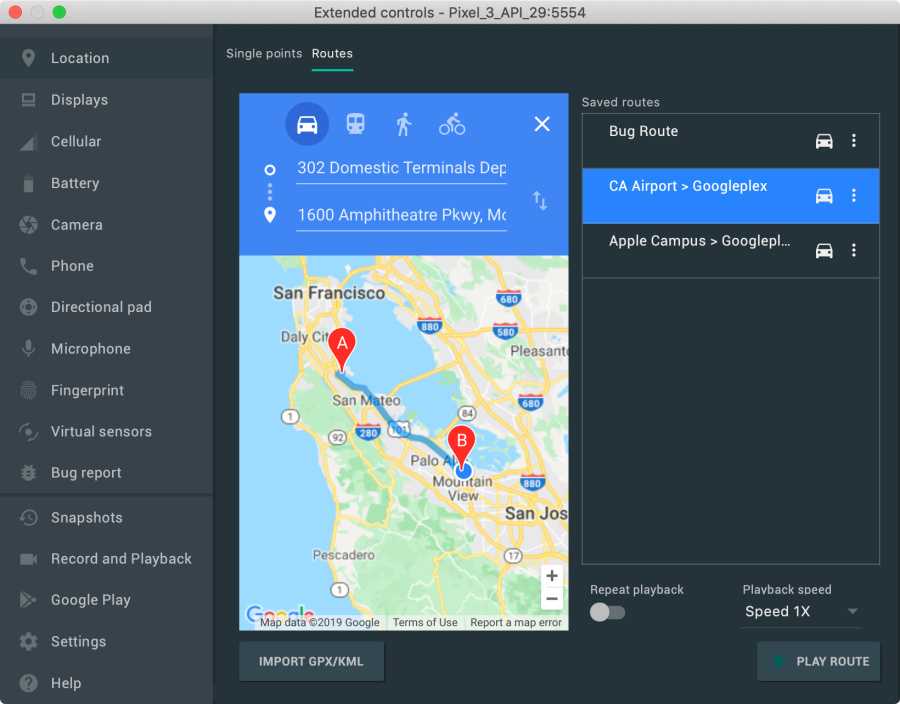 Extended controls - Pixel_3_API_29:5554
Location
Displays
Cellular
Battery
Camera
Phone
Directional pad
Microphone
Fingerprint
Virtual sensors
Bug report
Snapshots
Record and Playback
Google Play
Settings
Help
Single points
Routes
302 Domestic Terminals Dep
1600 Amphitheatre Pkwy, Mo
San Francisco
Daly City
680
880
580
Pleasanto
A
San Mateo
680
1
92
280
101
84
B
Palo Al
Mountain
View
880
San Jos
Pescadero
17
1
+
−
Google
Map data ©2019 Google
Terms of Use
Report a map error
IMPORT GPX/KML
Saved routes
Bug Route
CA Airport > Googleplex
Apple Campus > Googlepl…
Repeat playback
Playback speed
Speed 1X
PLAY ROUTE